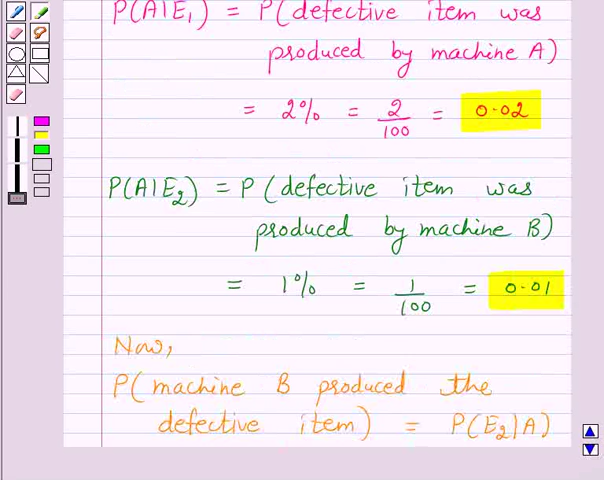 P(A|E₁) = P(defective item was
produced by machine A)
= 2% = 2/100 = 0.02
P(A|E₂) = P(defective item was
produced by machine B)
= 1% = 1/100 = 0.01
Now,
P(machine B produced the
defective item) = P(E₂|A)